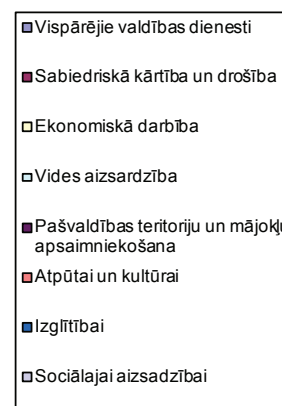 Vispārējie valdības dienesti
Sabiedriskā kārtība un drošība
Ekonomiskā darbība
Vides aizsardzība
Pašvaldības teritoriju un mājokļu
apsaimniekošana
Atpūtai un kultūrai
Izglītībai
Sociālajai aizsadzībai